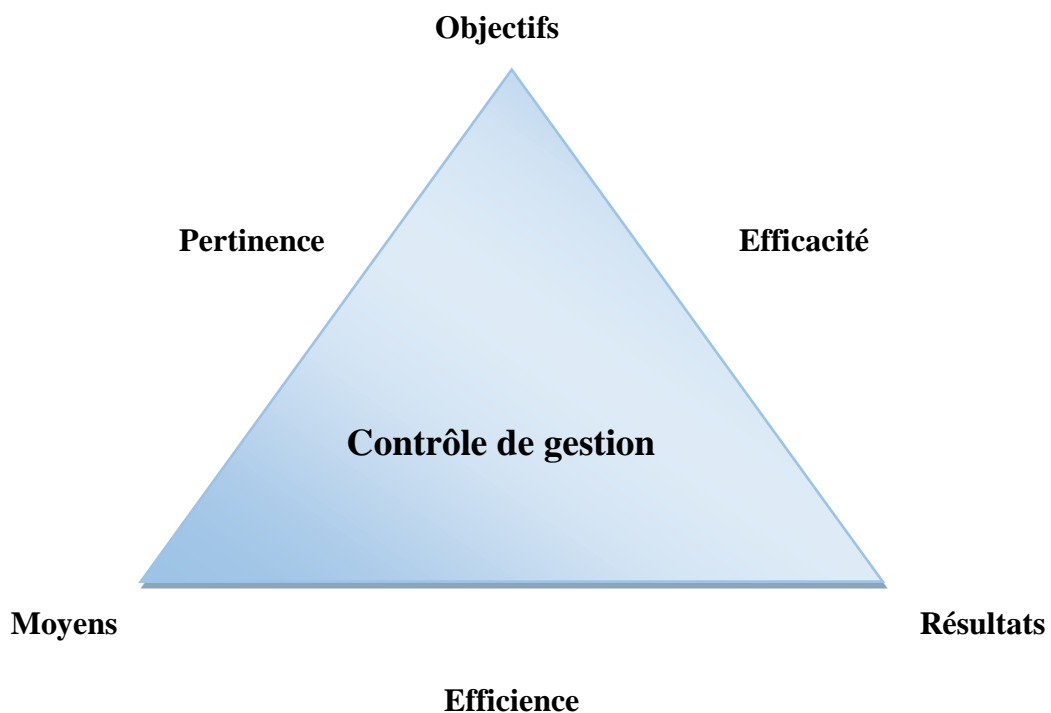 Objectifs
Pertinence
Efficacité
Contrôle de gestion
Moyens
Résultats
Efficience